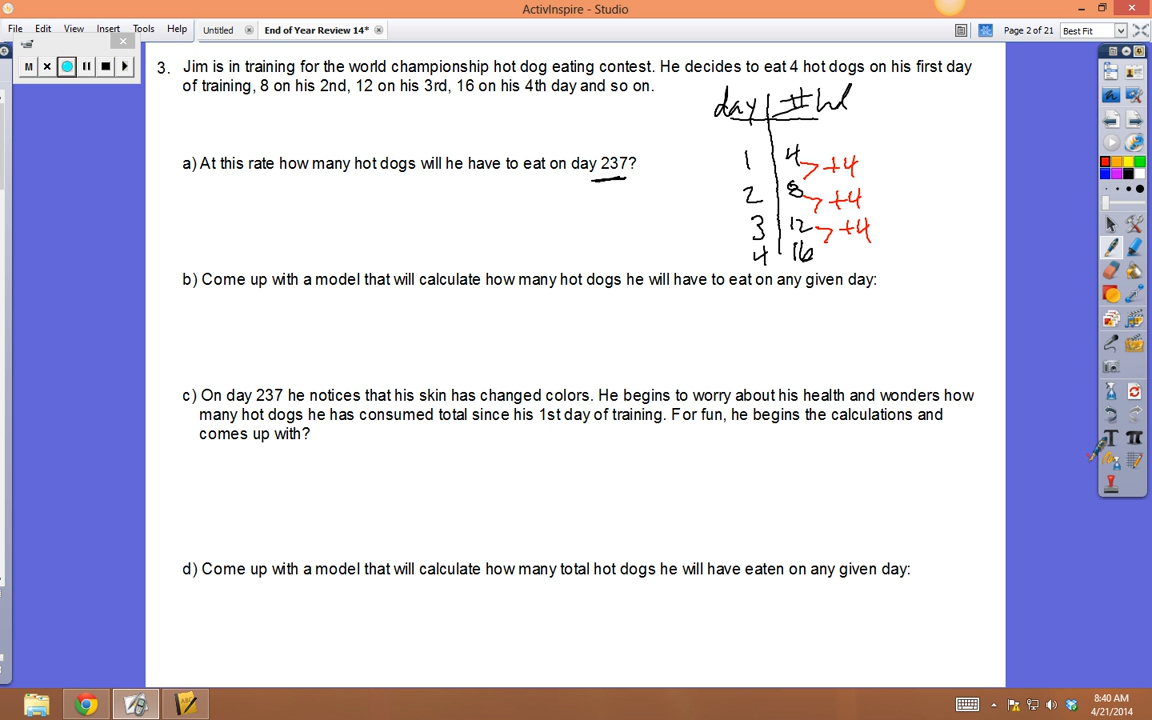 ActivInspire - Studio
File Edit View Insert Tools Help
Untitled End of Year Review 14* Page 2 of 21 Best Fit
M
3. Jim is in training for the world championship hot dog eating contest. He decides to eat 4 hot dogs on his first day
of training, 8 on his 2nd, 12 on his 3rd, 16 on his 4th day and so on.
day # hd
1 4 +4
2 8 +4
3 12 +4
4 16
a) At this rate how many hot dogs will he have to eat on day 237?
b) Come up with a model that will calculate how many hot dogs he will have to eat on any given day:
c) On day 237 he notices that his skin has changed colors. He begins to worry about his health and wonders how
many hot dogs he has consumed total since his 1st day of training. For fun, he begins the calculations and
comes up with?
d) Come up with a model that will calculate how many total hot dogs he will have eaten on any given day:
8:40 AM
4/21/2014